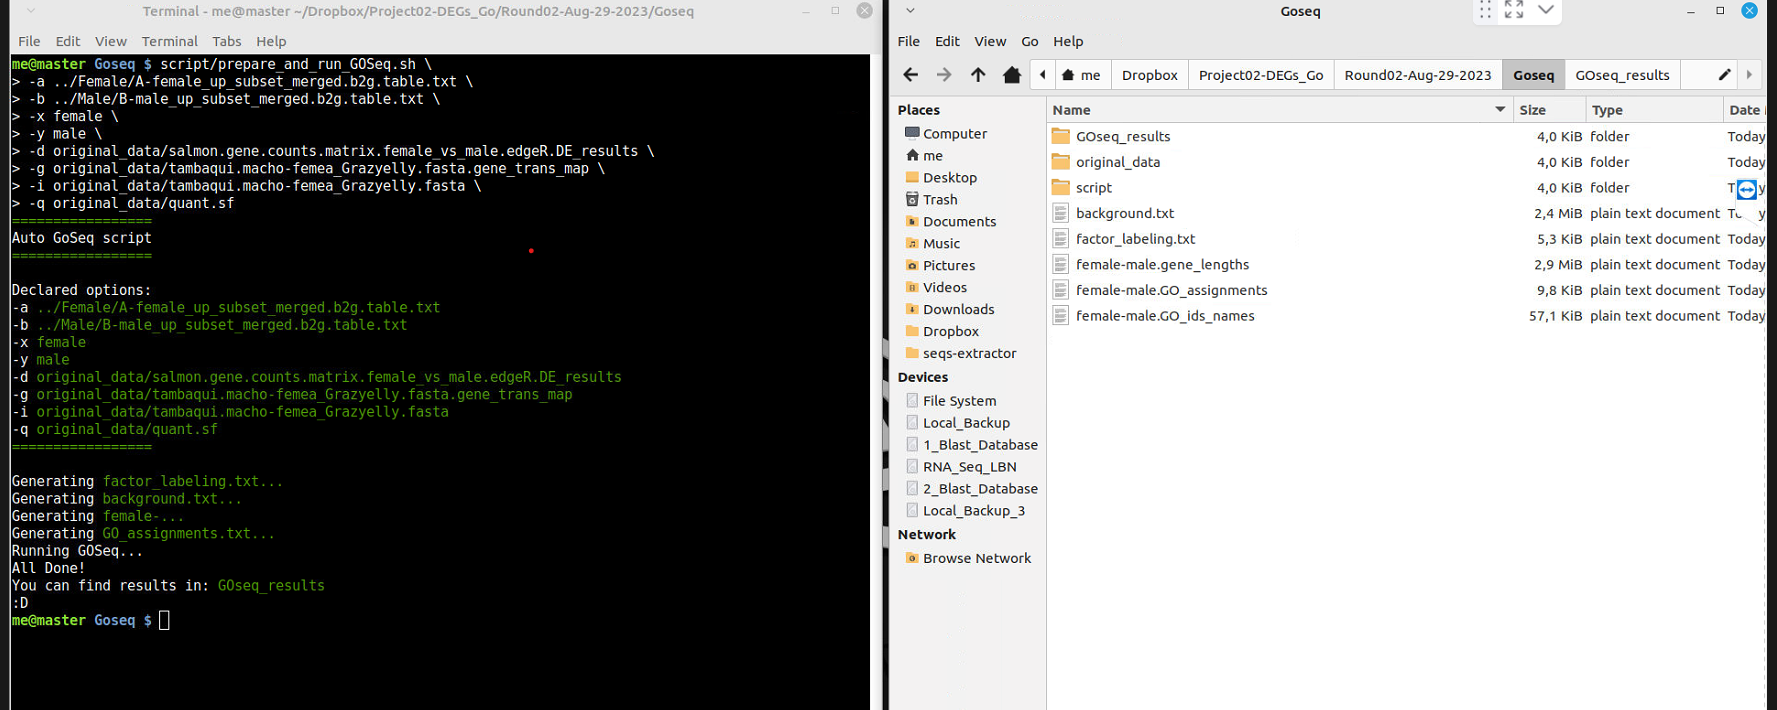 Terminal - me@master ~/Dropbox/Project02-DEGs_Go/Round02-Aug-29-2023/Goseq
File Edit View Terminal Tabs Help
me@master Goseq $ script/prepare_and_run_GOSeq.sh \
> -a ../Female/A-female_up_subset_merged.b2g.table.txt \
> -b ../Male/B-male_up_subset_merged.b2g.table.txt \
> -x female \
> -y male \
> -d original_data/salmon.gene.counts.matrix.female_vs_male.edgeR.DE_results \
> -g original_data/tambaqui.macho-femea_Grazyelly.fasta.gene_trans_map \
> -i original_data/tambaqui.macho-femea_Grazyelly.fasta \
> -q original_data/quant.sf
=================
Auto GoSeq script
=================
Declared options:
-a ../Female/A-female_up_subset_merged.b2g.table.txt
-b ../Male/B-male_up_subset_merged.b2g.table.txt
-x female
-y male
-d original_data/salmon.gene.counts.matrix.female_vs_male.edgeR.DE_results
-g original_data/tambaqui.macho-femea_Grazyelly.fasta.gene_trans_map
-i original_data/tambaqui.macho-femea_Grazyelly.fasta
-q original_data/quant.sf
=================
Generating factor_labeling.txt...
Generating background.txt...
Generating female-...
Generating GO_assignments.txt...
Running GOSeq...
All Done!
You can find results in: GOseq_results
:D
me@master Goseq $
Goseq
File Edit View Go Help
me Dropbox Project02-DEGs_Go Round02-Aug-29-2023 Goseq GOseq_results
Places
Computer
me
Desktop
Trash
Documents
Music
Pictures
Videos
Downloads
Dropbox
seqs-extractor
Devices
File System
Local_Backup
1_Blast_Database
RNA_Seq_LBN
2_Blast_Database
Local_Backup_3
Network
Browse Network
Name Size Type Date
GOseq_results 4,0 KiB folder Today
original_data 4,0 KiB folder Today
script 4,0 KiB folder
background.txt 2,4 MiB plain text document
factor_labeling.txt 5,3 KiB plain text document Today
female-male.gene_lengths 2,9 MiB plain text document Today
female-male.GO_assignments 9,8 KiB plain text document Today
female-male.GO_ids_names 57,1 KiB plain text document Today